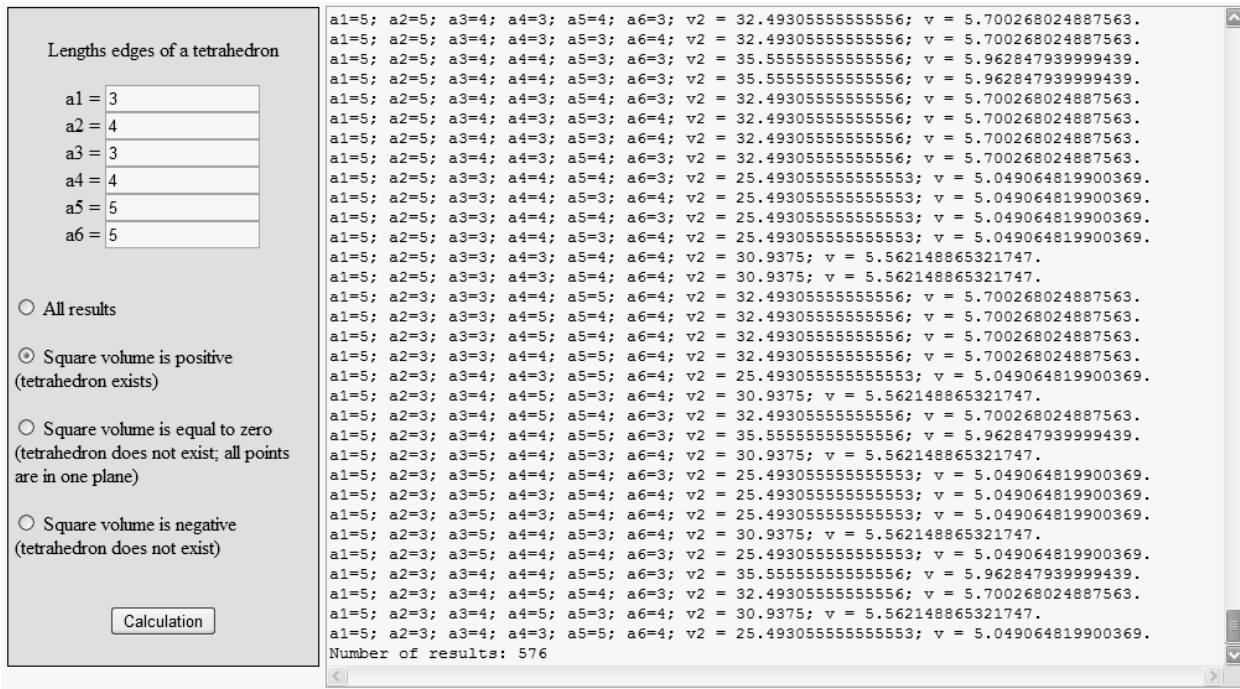 Lengths edges of a tetrahedron
a1 = 3
a2 = 4
a3 = 3
a4 = 4
a5 = 5
a6 = 5
All results
Square volume is positive
(tetrahedron exists)
Square volume is equal to zero
(tetrahedron does not exist; all points
are in one plane)
Square volume is negative
(tetrahedron does not exist)
Calculation
a1=5; a2=5; a3=4; a4=3; a5=4; a6=3; v2 = 32.49305555555556; v = 5.700268024887563.
a1=5; a2=5; a3=4; a4=3; a5=3; a6=4; v2 = 32.49305555555556; v = 5.700268024887563.
a1=5; a2=5; a3=4; a4=4; a5=3; a6=3; v2 = 35.55555555555556; v = 5.962847939999439.
a1=5; a2=5; a3=4; a4=4; a5=3; a6=3; v2 = 35.55555555555556; v = 5.962847939999439.
a1=5; a2=5; a3=4; a4=3; a5=4; a6=3; v2 = 32.49305555555556; v = 5.700268024887563.
a1=5; a2=5; a3=4; a4=3; a5=3; a6=4; v2 = 32.49305555555556; v = 5.700268024887563.
a1=5; a2=5; a3=4; a4=3; a5=3; a6=4; v2 = 32.49305555555556; v = 5.700268024887563.
a1=5; a2=5; a3=4; a4=3; a5=4; a6=3; v2 = 32.49305555555556; v = 5.700268024887563.
a1=5; a2=5; a3=3; a4=4; a5=4; a6=3; v2 = 25.493055555555553; v = 5.049064819900369.
a1=5; a2=5; a3=3; a4=4; a5=3; a6=4; v2 = 25.493055555555553; v = 5.049064819900369.
a1=5; a2=5; a3=3; a4=4; a5=4; a6=3; v2 = 25.493055555555553; v = 5.049064819900369.
a1=5; a2=5; a3=3; a4=4; a5=3; a6=4; v2 = 25.493055555555553; v = 5.049064819900369.
a1=5; a2=5; a3=3; a4=3; a5=4; a6=4; v2 = 30.9375; v = 5.562148865321747.
a1=5; a2=5; a3=3; a4=3; a5=4; a6=4; v2 = 30.9375; v = 5.562148865321747.
a1=5; a2=3; a3=4; a4=4; a5=5; a6=3; v2 = 32.49305555555556; v = 5.700268024887563.
a1=5; a2=3; a3=4; a4=4; a5=3; a6=5; v2 = 32.49305555555556; v = 5.700268024887563.
a1=5; a2=3; a3=4; a4=5; a5=4; a6=3; v2 = 32.49305555555556; v = 5.700268024887563.
a1=5; a2=3; a3=4; a4=5; a5=3; a6=4; v2 = 32.49305555555556; v = 5.700268024887563.
a1=5; a2=3; a3=4; a4=3; a5=5; a6=4; v2 = 25.493055555555553; v = 5.049064819900369.
a1=5; a2=3; a3=4; a4=3; a5=4; a6=5; v2 = 30.9375; v = 5.562148865321747.
a1=5; a2=3; a3=4; a4=5; a5=3; a6=4; v2 = 32.49305555555556; v = 5.700268024887563.
a1=5; a2=3; a3=4; a4=4; a5=5; a6=3; v2 = 35.55555555555556; v = 5.962847939999439.
a1=5; a2=3; a3=5; a4=4; a5=3; a6=4; v2 = 30.9375; v = 5.562148865321747.
a1=5; a2=3; a3=5; a4=4; a5=4; a6=3; v2 = 25.493055555555553; v = 5.049064819900369.
a1=5; a2=3; a3=5; a4=3; a5=4; a6=4; v2 = 25.493055555555553; v = 5.049064819900369.
a1=5; a2=3; a3=5; a4=3; a5=4; a6=4; v2 = 25.493055555555553; v = 5.049064819900369.
a1=5; a2=3; a3=5; a4=4; a5=3; a6=4; v2 = 30.9375; v = 5.562148865321747.
a1=5; a2=3; a3=5; a4=4; a5=4; a6=3; v2 = 25.493055555555553; v = 5.049064819900369.
a1=5; a2=3; a3=4; a4=4; a5=5; a6=3; v2 = 35.55555555555556; v = 5.962847939999439.
a1=5; a2=3; a3=4; a4=5; a5=4; a6=3; v2 = 32.49305555555556; v = 5.700268024887563.
a1=5; a2=3; a3=4; a4=5; a5=3; a6=4; v2 = 30.9375; v = 5.562148865321747.
a1=5; a2=3; a3=4; a4=3; a5=5; a6=4; v2 = 25.493055555555553; v = 5.049064819900369.
Number of results: 576